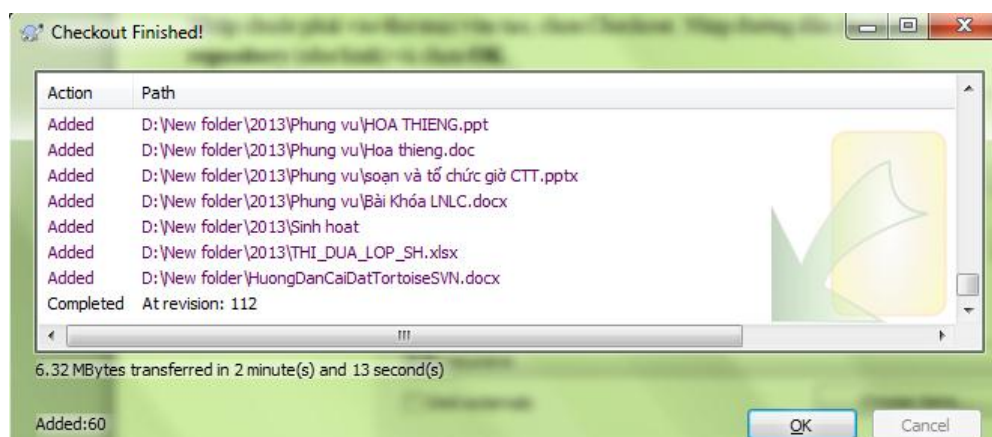 Checkout Finished!
Action Path
Added D:\New folder\2013\Phung vu\HOA THIENG.ppt
Added D:\New folder\2013\Phung vu\Hoa thieng.doc
Added D:\New folder\2013\Phung vu\soạn và tổ chức giờ CTT.pptx
Added D:\New folder\2013\Phung vu\Bài Khóa LNLC.docx
Added D:\New folder\2013\Sinh hoat
Added D:\New folder\2013\THI_DUA_LOP_SH.xlsx
Added D:\New folder\HuongDanCaiDatTortoiseSVN.docx
Completed At revision: 112
6.32 MBytes transferred in 2 minute(s) and 13 second(s)
Added:60
OK Cancel